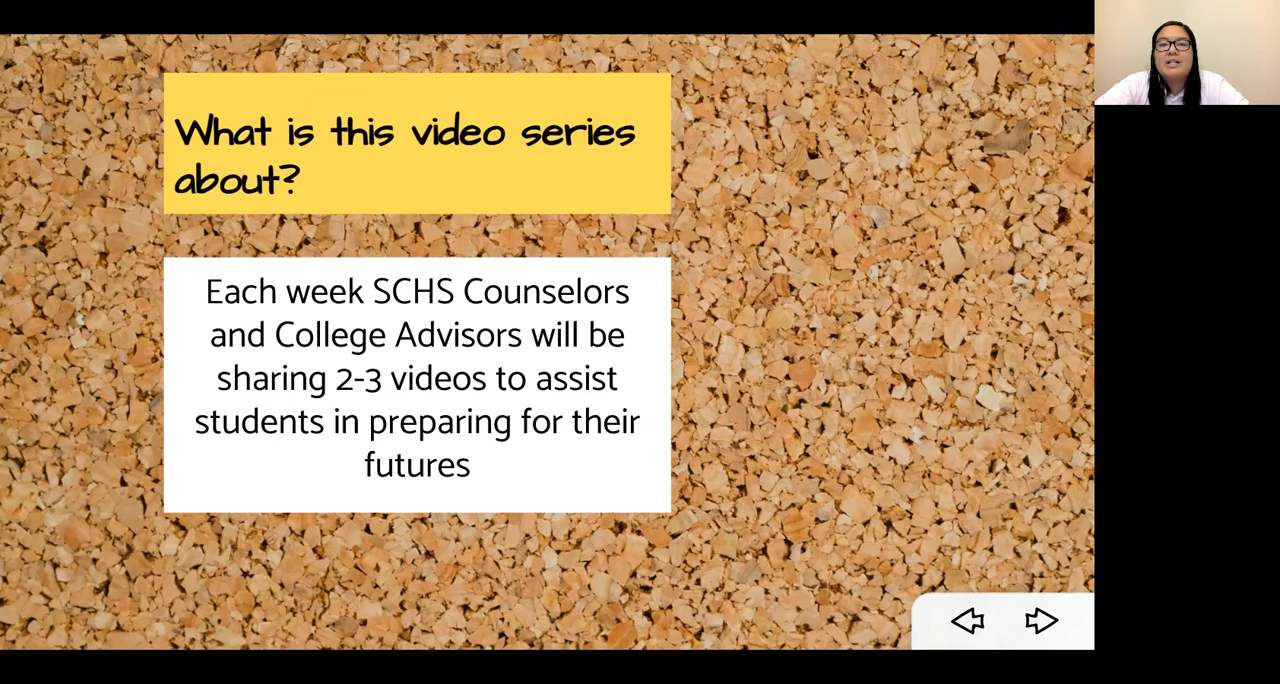 What is this video series
about?
Each week SCHS Counselors
and College Advisors will be
sharing 2-3 videos to assist
students in preparing for their
futures